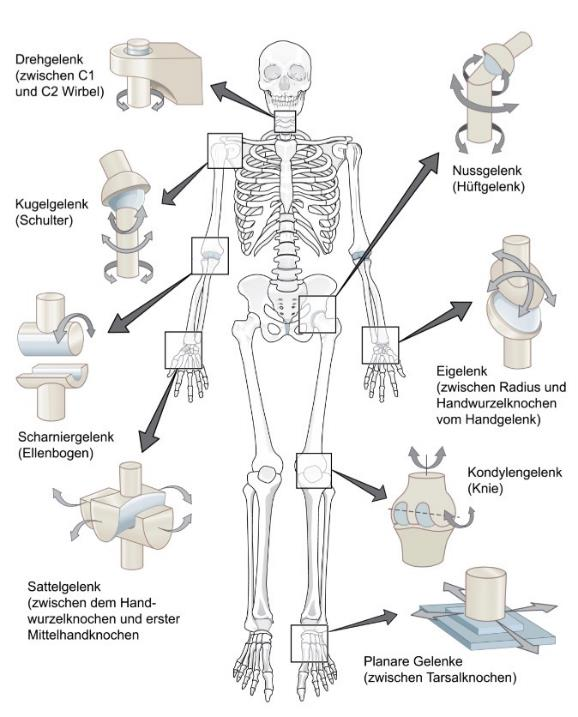 Drehgelenk
(zwischen C1
und C2 Wirbel)
Nussgelenk
(Hüftgelenk)
Kugelgelenk
(Schulter)
Eigelenk
(zwischen Radius und
Handwurzelknochen
vom Handgelenk)
Scharniergelenk
(Ellenbogen)
Kondylengelenk
(Knie)
Sattelgelenk
(zwischen dem Hand-
wurzelknochen und erster
Mittelhandknochen
Planare Gelenke
(zwischen Tarsalknochen)